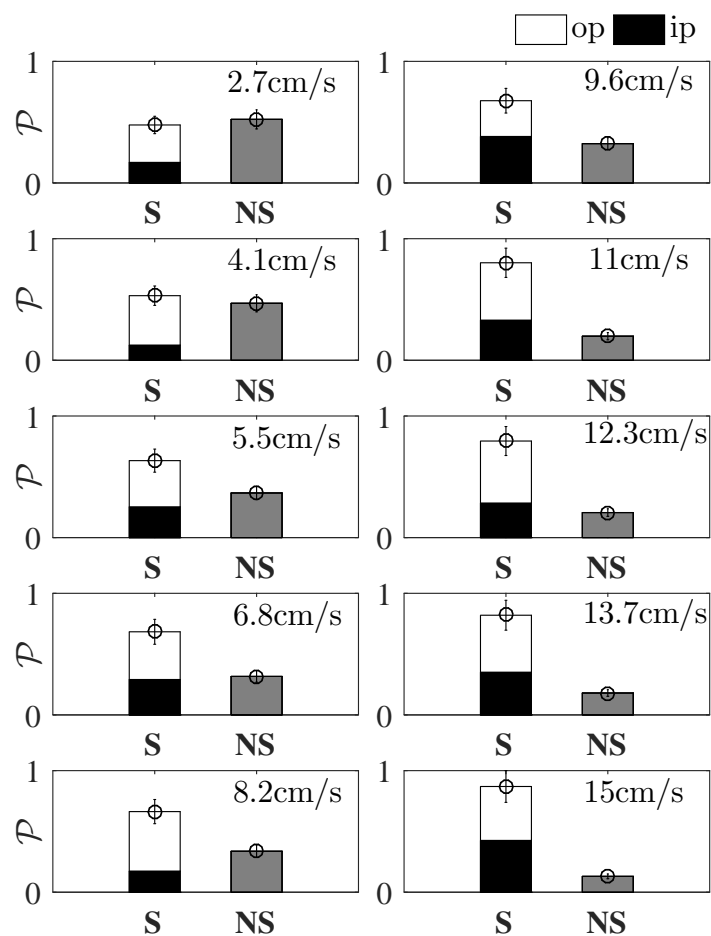 op ip
1 2.7cm/s 9.6cm/s
𝒫
0 0
S NS S NS
1 4.1cm/s 11cm/s
𝒫
0 0
S NS S NS
1 5.5cm/s 1 12.3cm/s
𝒫
0 0
S NS S NS
1 6.8cm/s 1 13.7cm/s
𝒫
0 0
S NS S NS
1 8.2cm/s 1 15cm/s
𝒫
0 0
S NS S NS